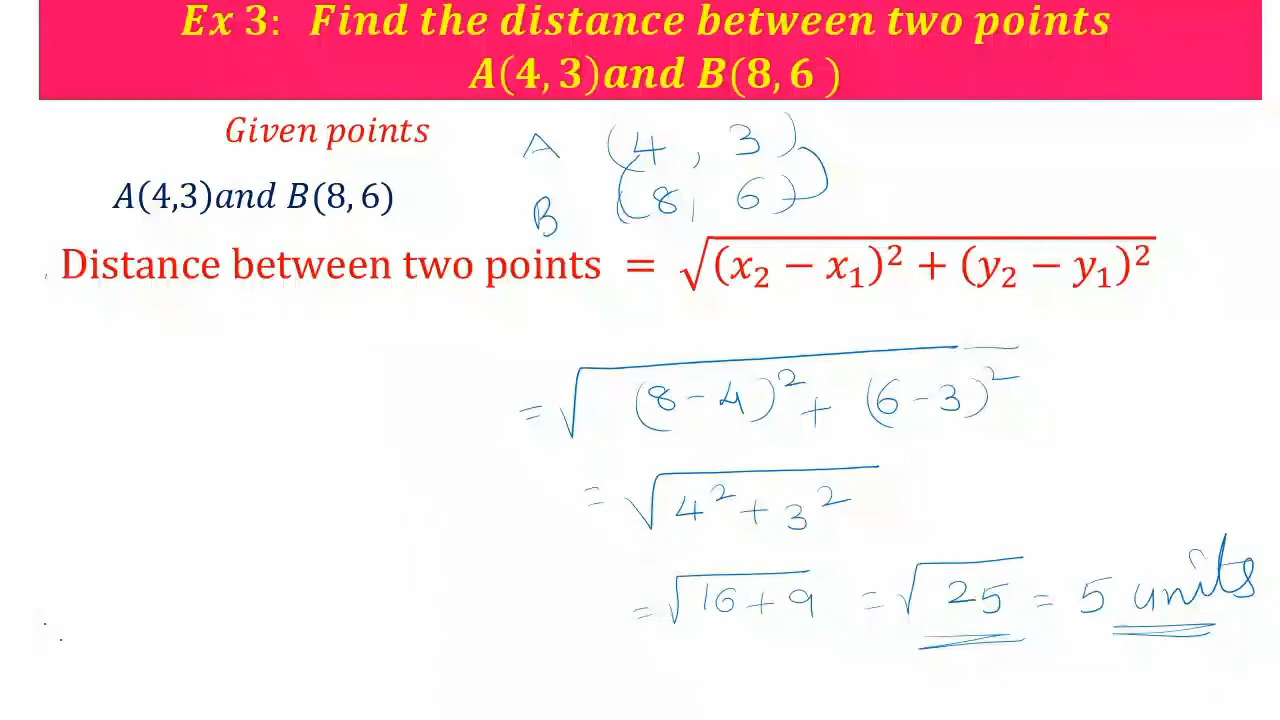 Ex 3: Find the distance between two points
A(4, 3)and B(8, 6 )
Given points
A (4 , 3)
A(4,3)and B(8, 6)
B (8, 6)
Distance between two points = √(x₂ − x₁)² + (y₂ − y₁)²
= √(8 - 4)² + (6 - 3)²
= √4² + 3²
= √16 + 9 = √25 = 5 units